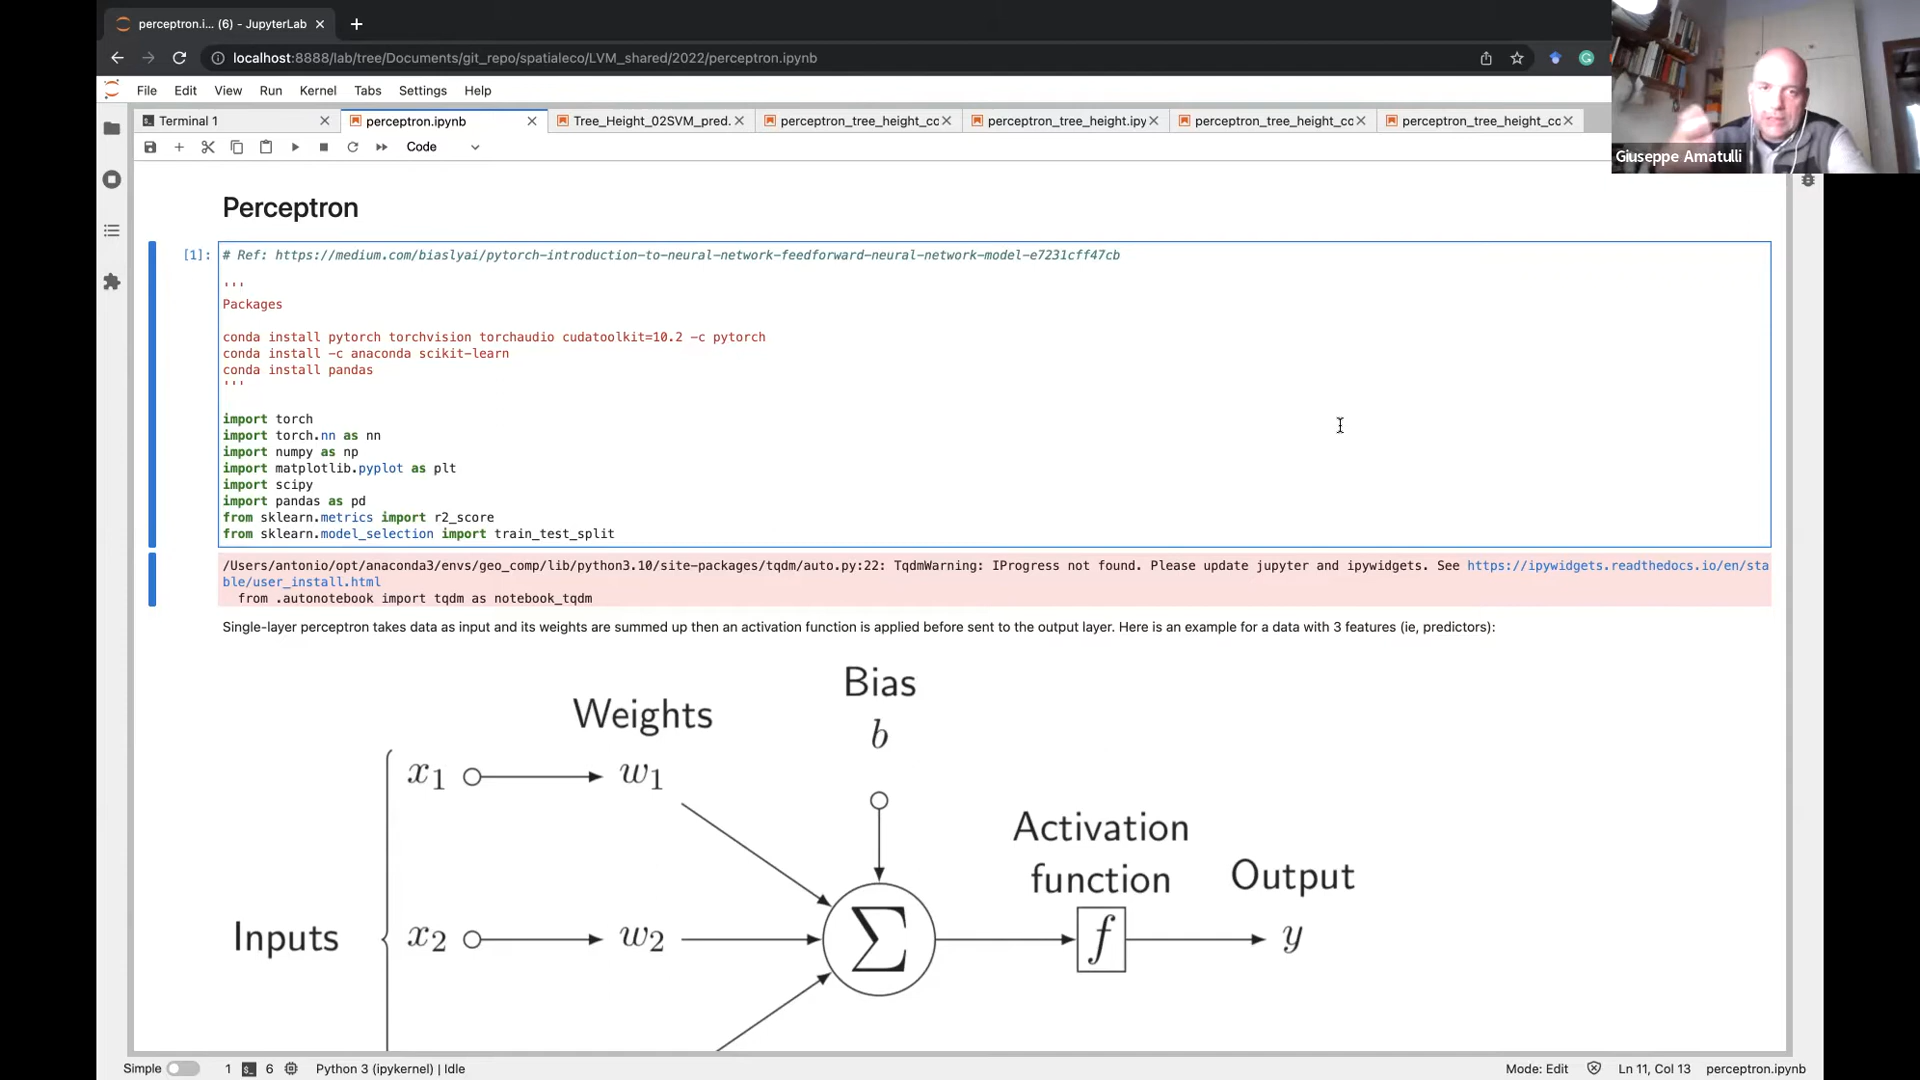 perceptron.i... (6) - JupyterLab
localhost:8888/lab/tree/Documents/git_repo/spatialeco/LVM_shared/2022/perceptron.ipynb
Giuseppe Amatulli
File Edit View Run Kernel Tabs Settings Help
Terminal 1
perceptron.ipynb
Tree_Height_02SVM_pred.
perceptron_tree_height_co
perceptron_tree_height.ipy
perceptron_tree_height_co
perceptron_tree_height_co
Code
Perceptron
[1]:
# Ref: https://medium.com/biaslyai/pytorch-introduction-to-neural-network-feedforward-neural-network-model-e7231cff47cb
'''
Packages
conda install pytorch torchvision torchaudio cudatoolkit=10.2 -c pytorch
conda install -c anaconda scikit-learn
conda install pandas
'''
import torch
import torch.nn as nn
import numpy as np
import matplotlib.pyplot as plt
import scipy
import pandas as pd
from sklearn.metrics import r2_score
from sklearn.model_selection import train_test_split
/Users/antonio/opt/anaconda3/envs/geo_comp/lib/python3.10/site-packages/tqdm/auto.py:22: TqdmWarning: IProgress not found. Please update jupyter and ipywidgets. See https://ipywidgets.readthedocs.io/en/sta
ble/user_install.html
from .autonotebook import tqdm as notebook_tqdm
Single-layer perceptron takes data as input and its weights are summed up then an activation function is applied before sent to the output layer. Here is an example for a data with 3 features (ie, predictors):
Bias
b
Weights
x1 w1
Activation
function
Output
Inputs
x2 w2 Σ f y
Simple 1 6 Python 3 (ipykernel) | Idle Mode: Edit Ln 11, Col 13 perceptron.ipynb